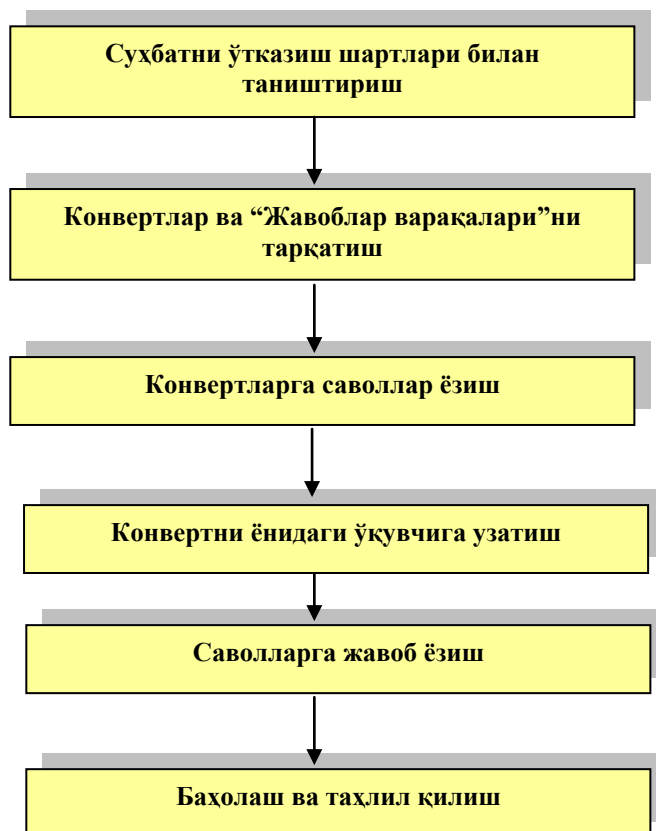 Суҳбатни ўтказиш шартлари билан
таништириш
Конвертлар ва “Жавоблар варақалари”ни
тарқатиш
Конвертларга саволлар ёзиш
Конвертни ёнидаги ўқувчига узатиш
Саволларга жавоб ёзиш
Баҳолаш ва таҳлил қилиш